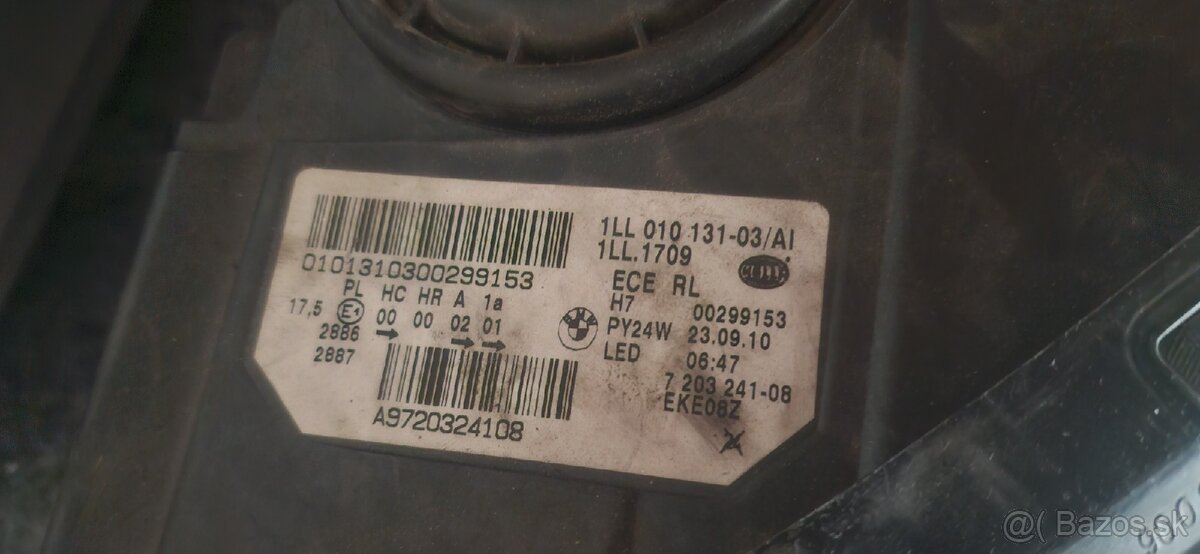 0101310300299153
PL HC HR A 1a
17,5 E1 00 00 02 01
2886
2887
A9720324108
1LL 010 131-03/AI
1LL.1709
HELLA
ECE RL
H7 00299153
BMW
PY24W 23.09.10
LED 06:47
7 203 241-08
EKE08Z
@( Bazos.sk